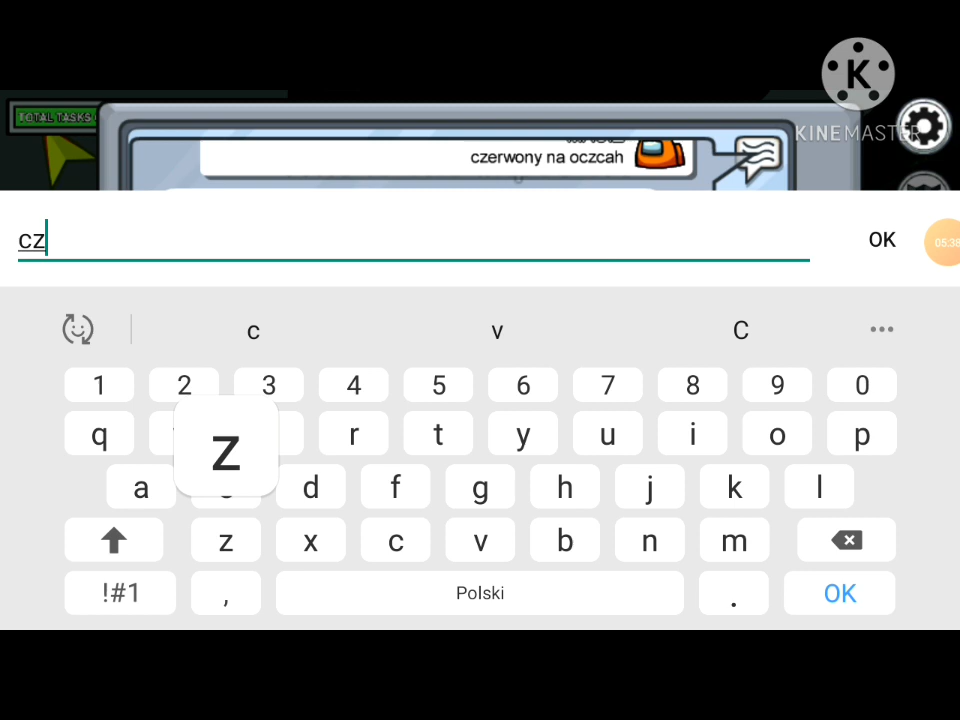 K
KINEMASTER
TOTAL TASKS
czerwony na oczcah
cz
OK
05:38
c v C
1 2 3 4 5 6 7 8 9 0
q r t y u i o p
z
a d f g h j k l
z x c v b n m
!#1 , Polski . OK